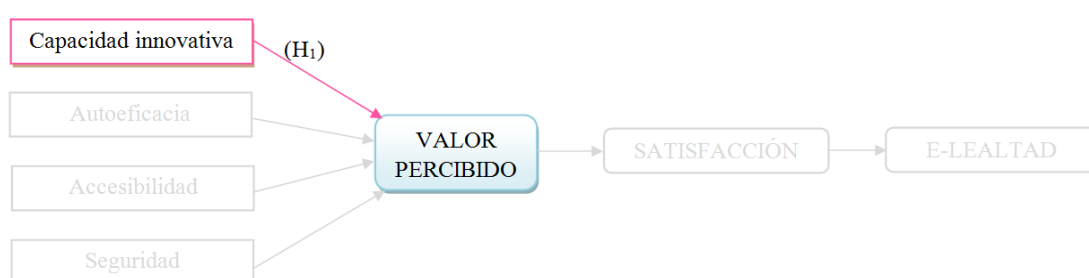 Capacidad innovativa
(H₁)
Autoeficacia
VALOR
PERCIBIDO
SATISFACCIÓN
E-LEALTAD
Accesibilidad
Seguridad